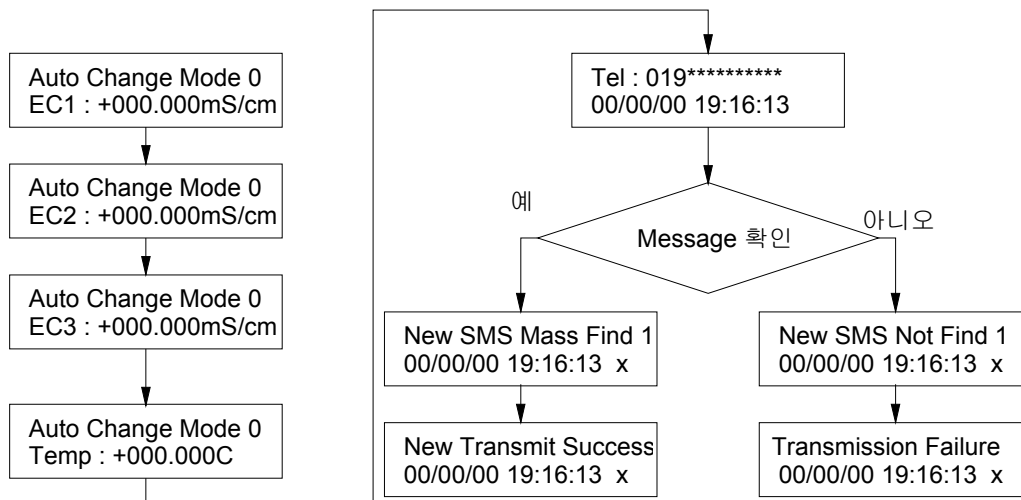 Auto Change Mode 0
EC1 : +000.000mS/cm
Auto Change Mode 0
EC2 : +000.000mS/cm
Auto Change Mode 0
EC3 : +000.000mS/cm
Auto Change Mode 0
Temp : +000.000C
Tel : 019**********
00/00/00 19:16:13
예
아니오
Message 확인
New SMS Mass Find 1
00/00/00 19:16:13 x
New Transmit Success
00/00/00 19:16:13 x
New SMS Not Find 1
00/00/00 19:16:13 x
Transmission Failure
00/00/00 19:16:13 x